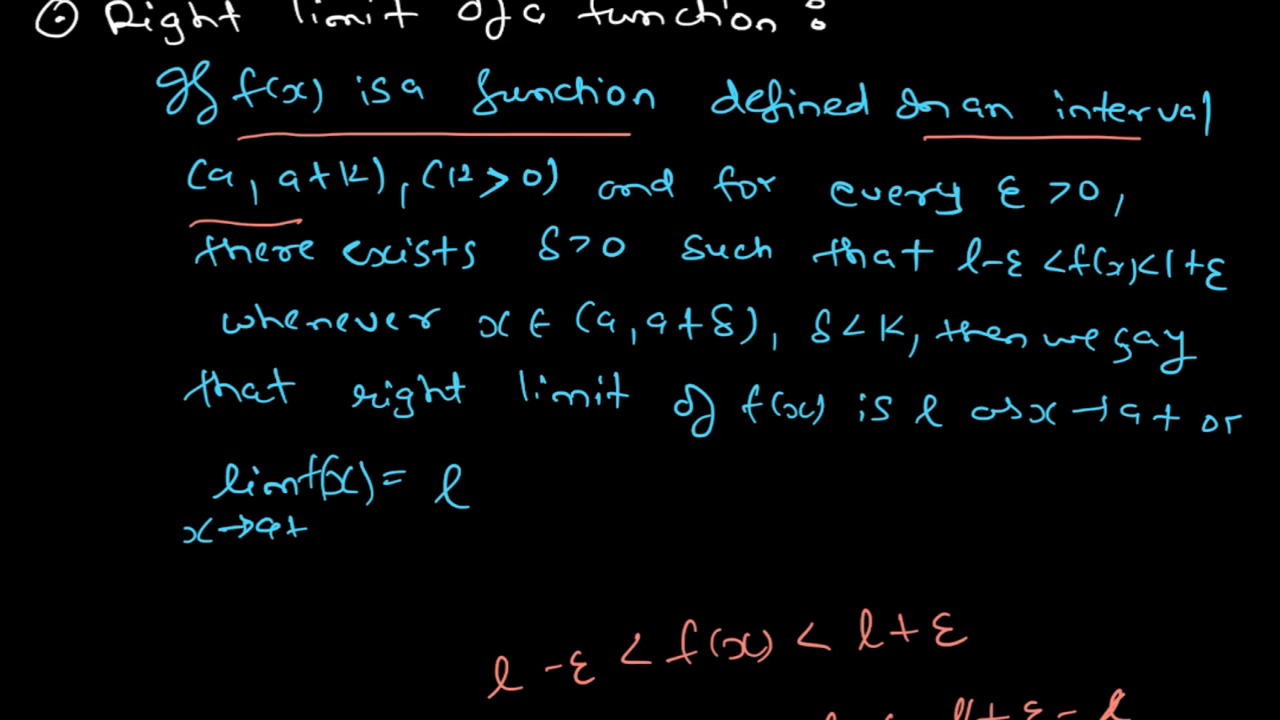 ⊙ Right limit of a function :
If f(x) is a function defined on an interval
(a, a+k), (k>0) and for every ε >0,
there exists δ>0 such that l-ε <f(x)<l+ε
whenever x ∈ (a, a+δ), δ<k, then we say
that right limit of f(x) is l as x→a+ or
lim f(x) = l
x→a+
l -ε < f(x) < l+ε
l+ε-l